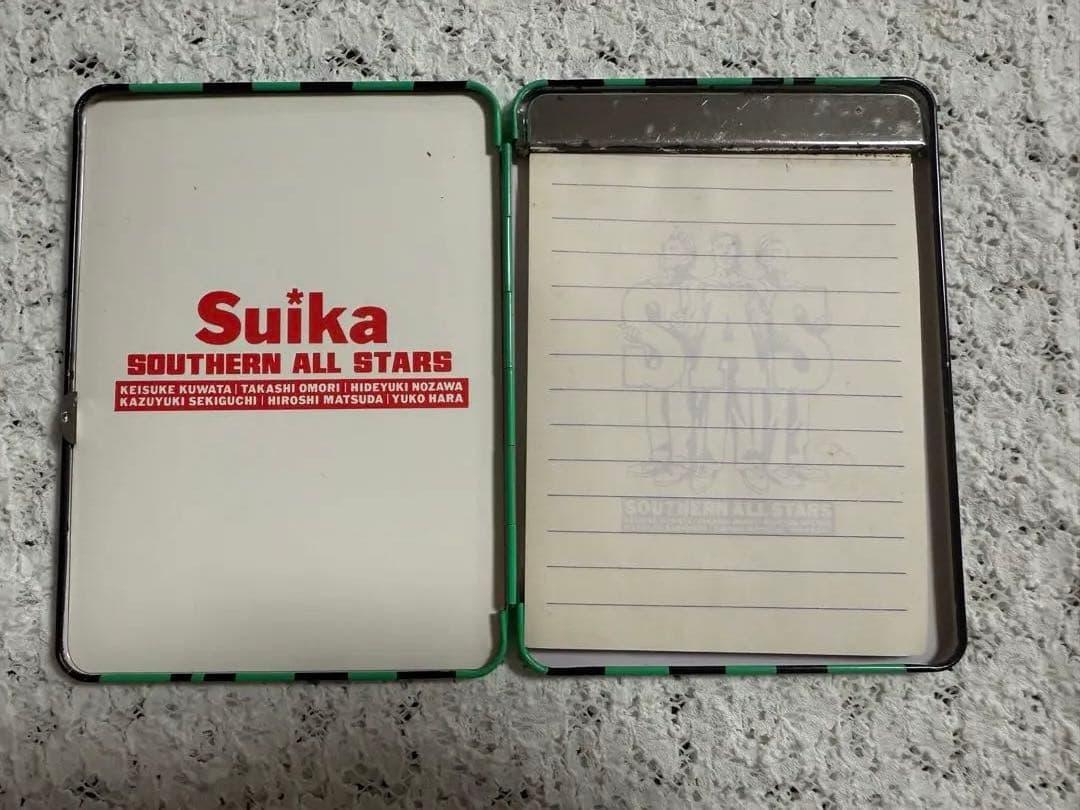 Suika
SOUTHERN ALL STARS
KEISUKE KUWATA | TAKASHI OMORI | HIDEYUKI NOZAWA
KAZUYUKI SEKIGUCHI | HIROSHI MATSUDA | YUKO HARA
SAS
SOUTHERN ALL STARS